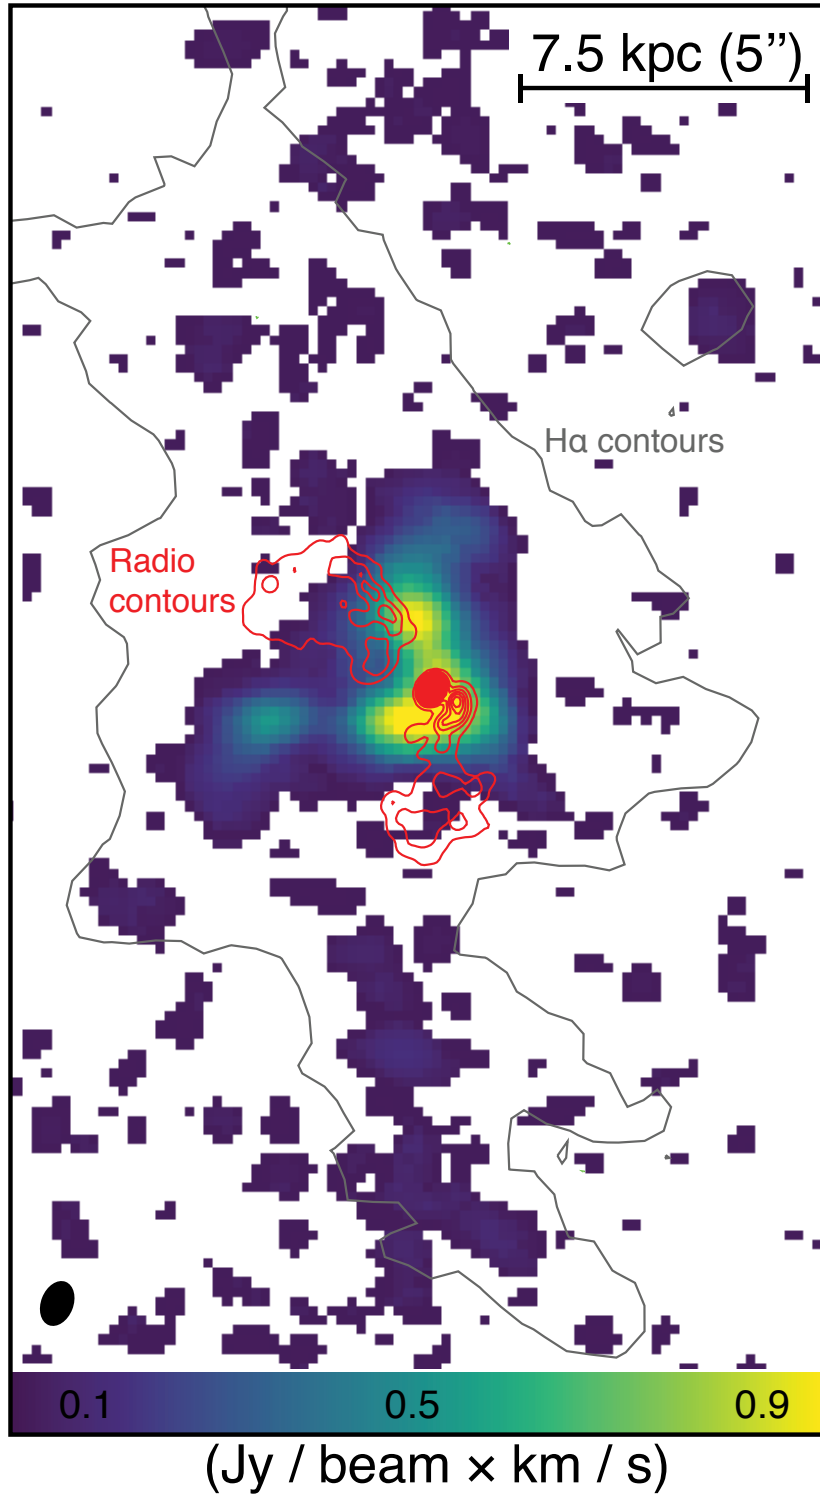 7.5 kpc (5”)
Hα contours
Radio
contours
0.1 0.5 0.9
(Jy / beam × km / s)